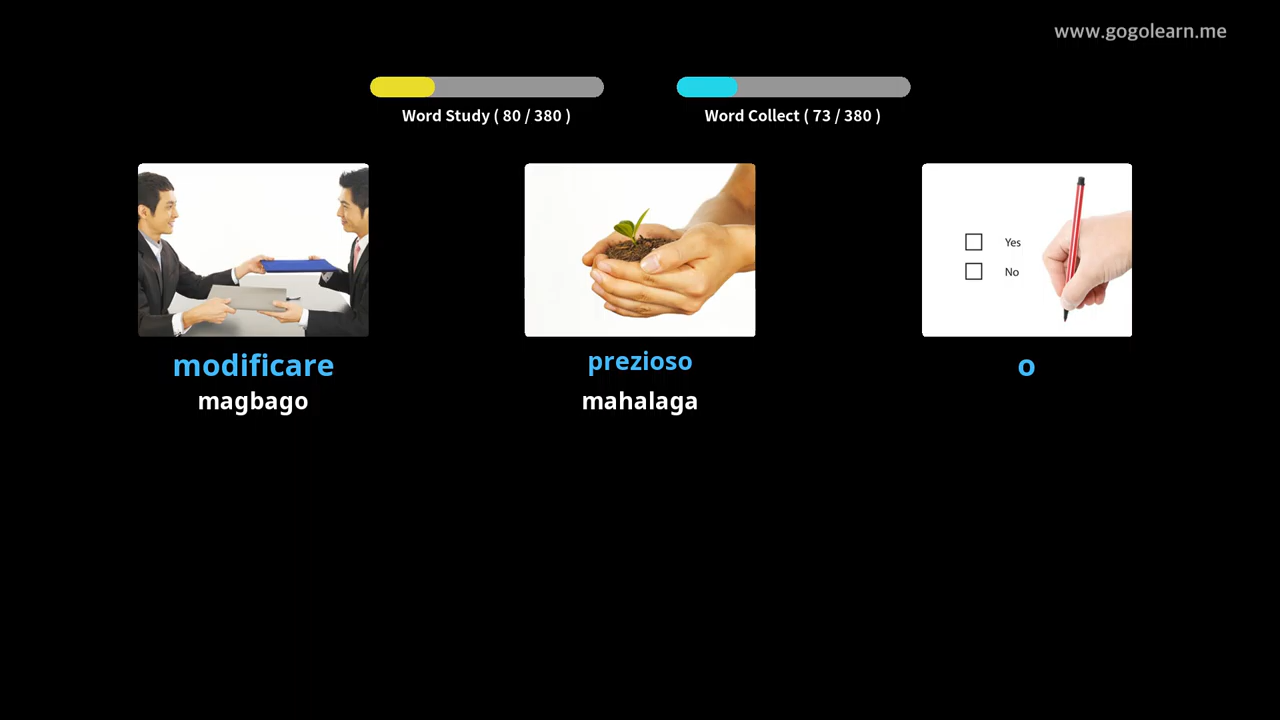 www.gogolearn.me
Word Study ( 80 / 380 )
Word Collect ( 73 / 380 )
Yes
No
modificare
magbago
prezioso
mahalaga
o